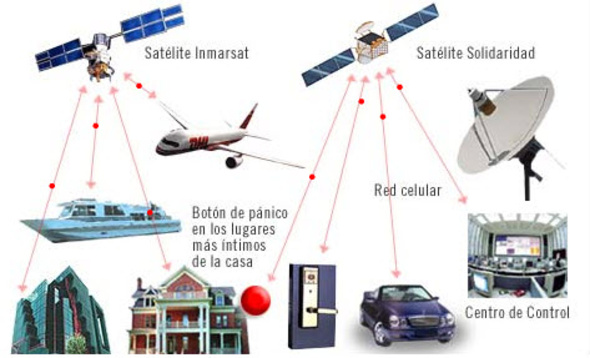 Satélite Inmarsat
Satélite Solidaridad
DHL
Red celular
Botón de pánico
en los lugares
más íntimos
de la casa
Centro de Control